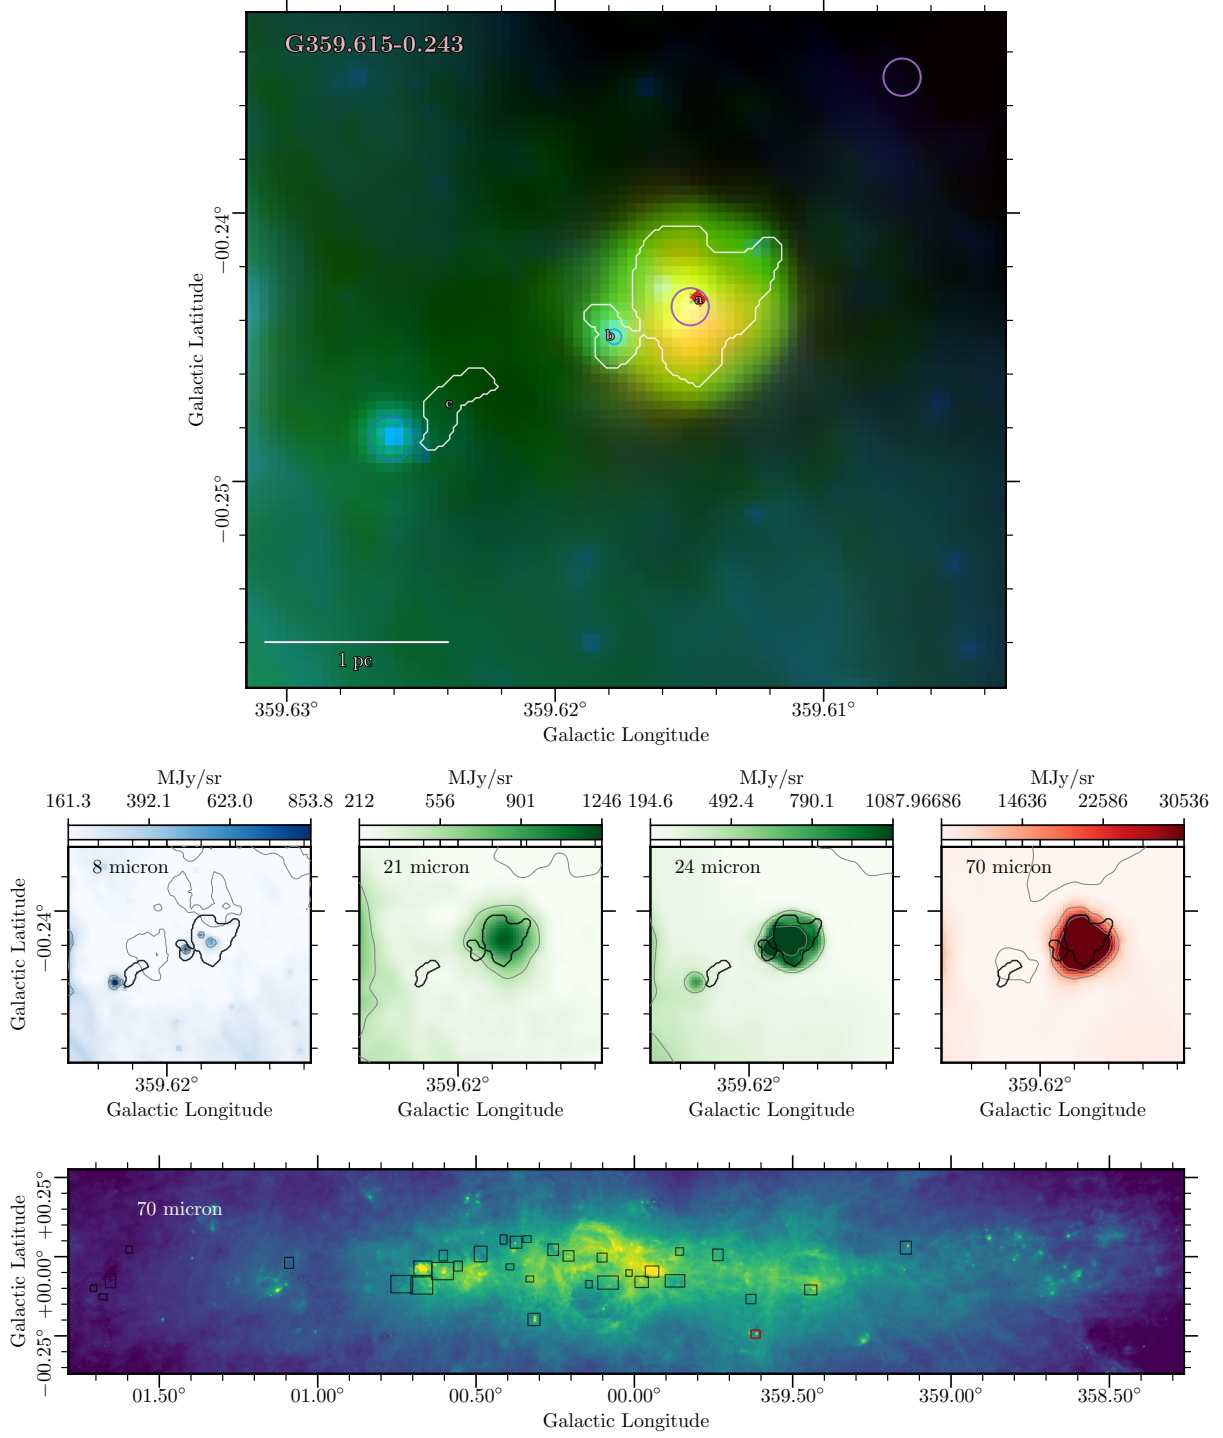 G359.615-0.243
a
b
c
1 pc
−00.24°
−00.25°
Galactic Latitude
359.63° 359.62° 359.61°
Galactic Longitude
MJy/sr MJy/sr MJy/sr MJy/sr
161.3 392.1 623.0 853.8 212 556 901 1246 194.6 492.4 790.1 1087.9 6686 14636 22586 30536
8 micron 21 micron 24 micron 70 micron
−00.24°
Galactic Latitude
359.62° 359.62° 359.62° 359.62°
Galactic Longitude Galactic Longitude Galactic Longitude Galactic Longitude
70 micron
+00.25°
+00.00°
−00.25°
Galactic Latitude
01.50° 01.00° 00.50° 00.00° 359.50° 359.00° 358.50°
Galactic Longitude